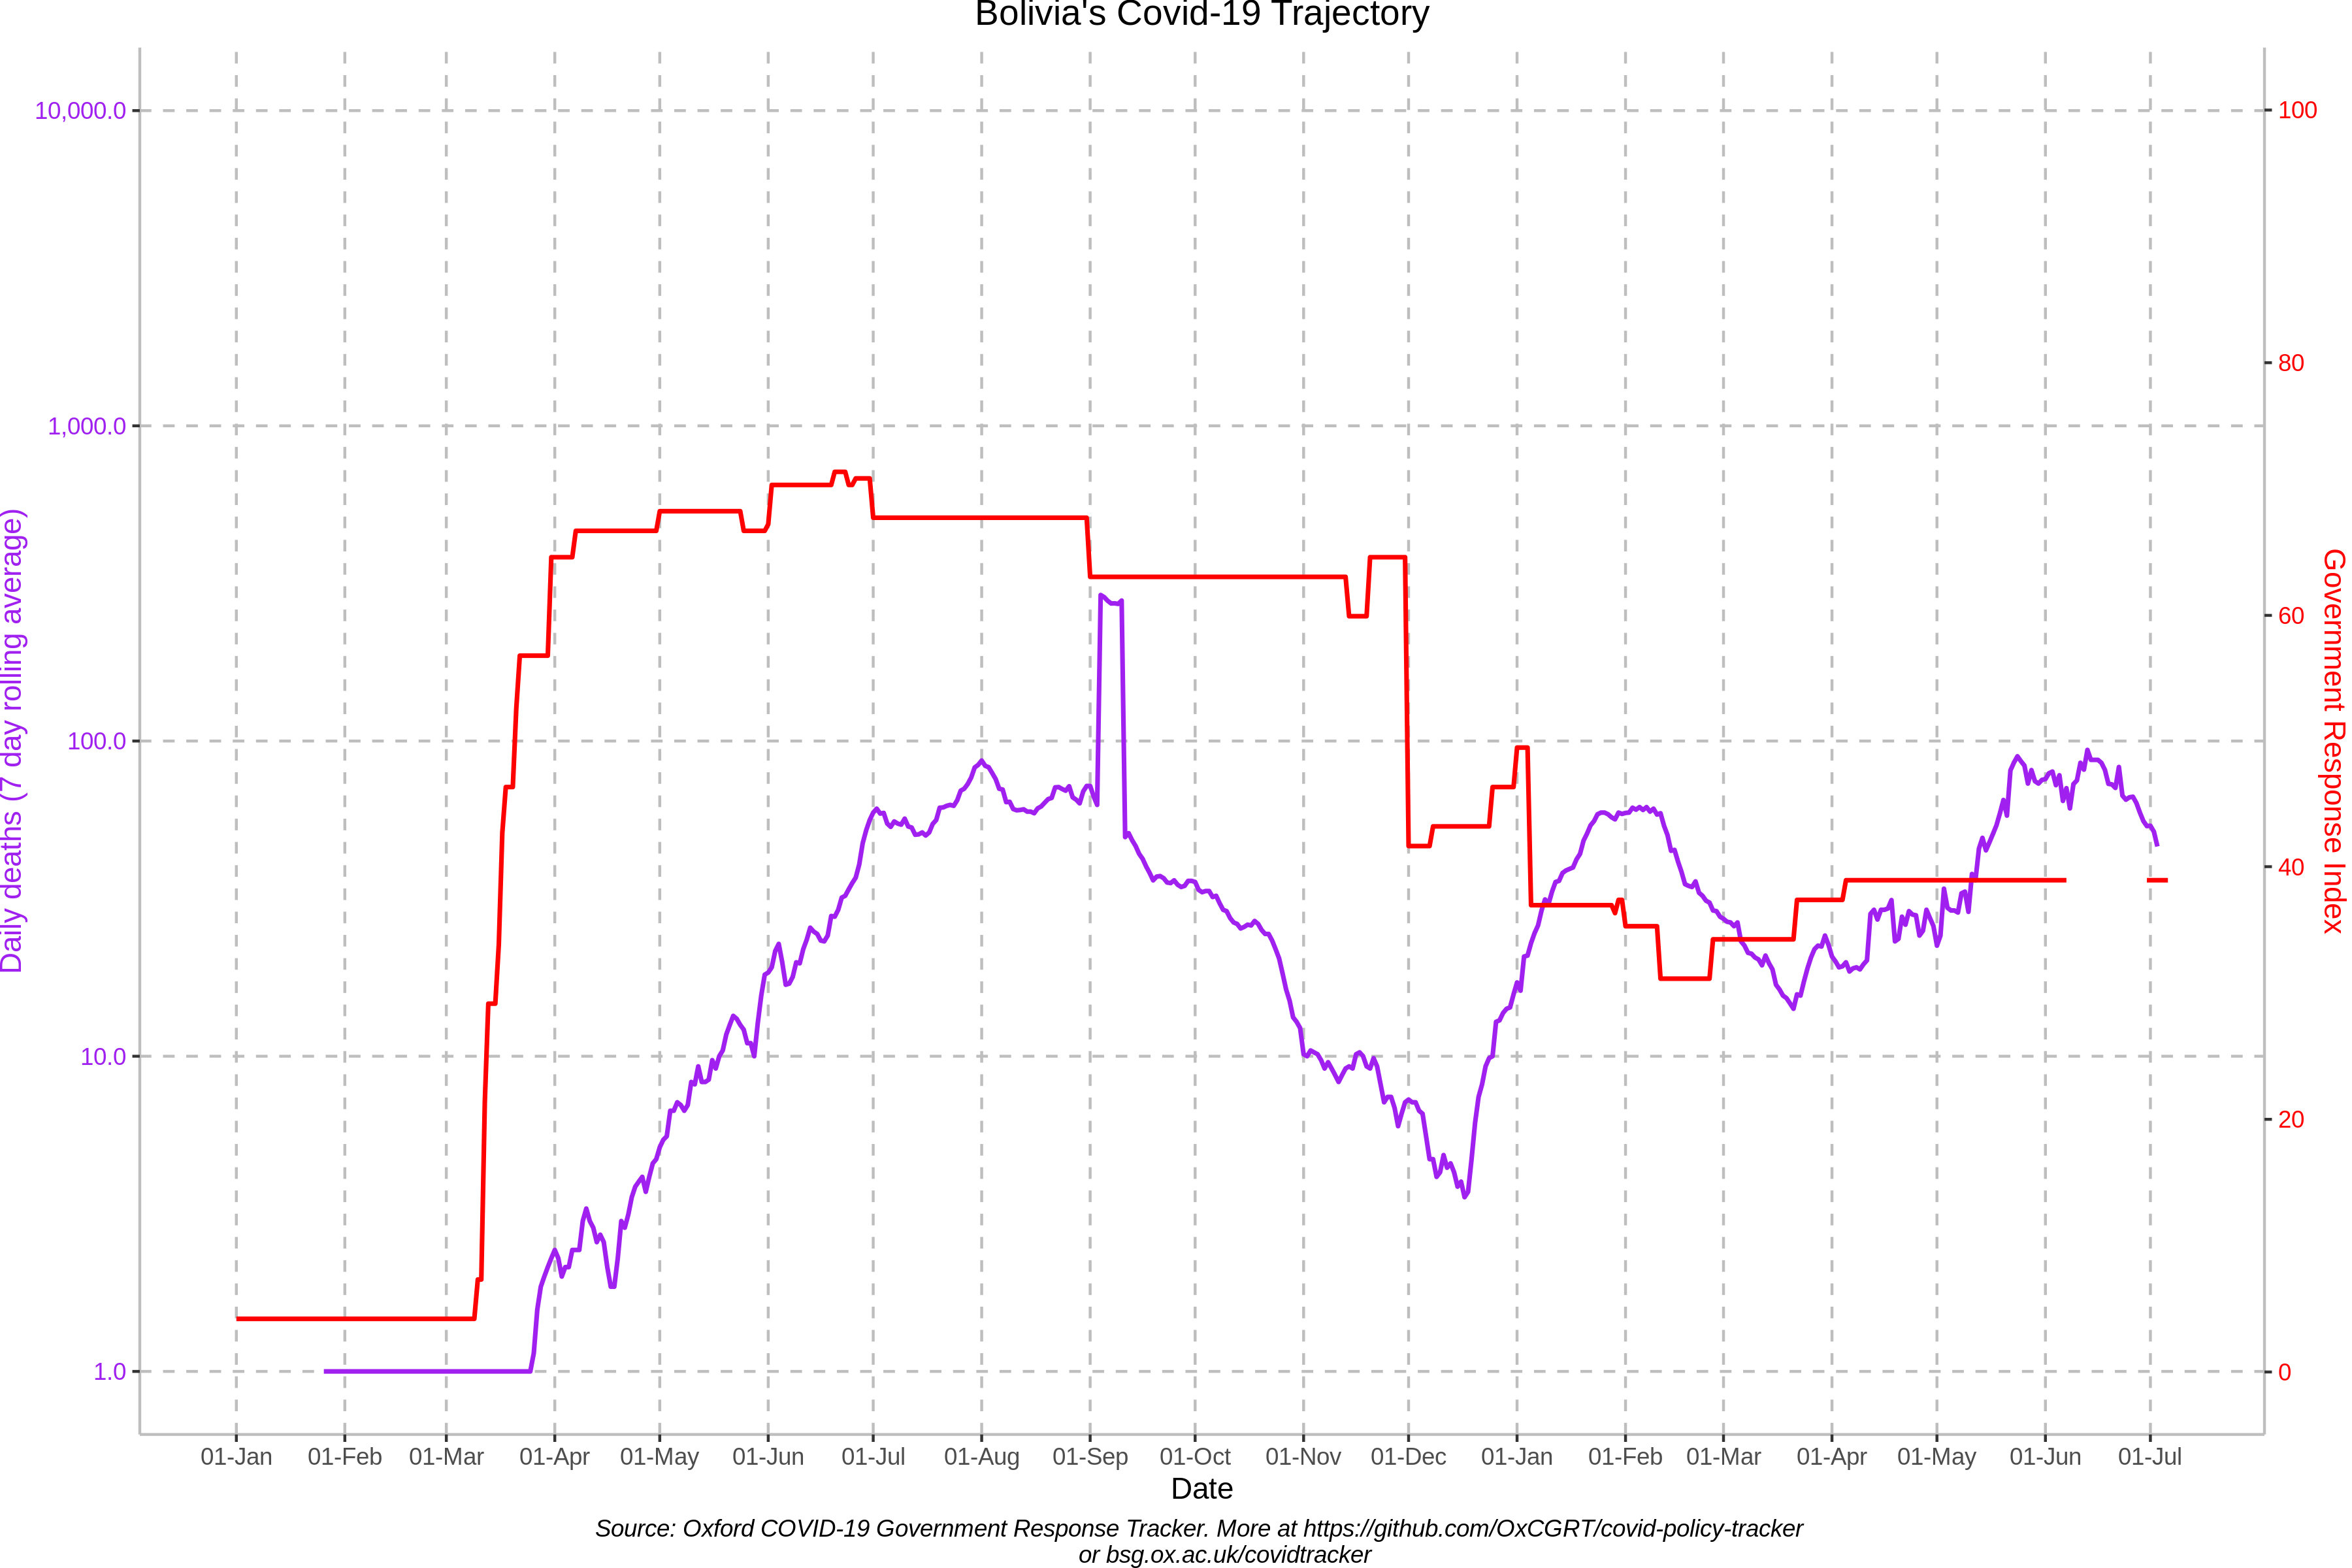 Bolivia's Covid-19 Trajectory
10,000.0
1,000.0
100.0
10.0
1.0
Daily deaths (7 day rolling average)
100
80
60
40
20
0
Government Response Index
01-Jan 01-Feb 01-Mar 01-Apr 01-May 01-Jun 01-Jul 01-Aug 01-Sep 01-Oct 01-Nov 01-Dec 01-Jan 01-Feb 01-Mar 01-Apr 01-May 01-Jun 01-Jul
Date
Source: Oxford COVID-19 Government Response Tracker. More at https://github.com/OxCGRT/covid-policy-tracker
or bsg.ox.ac.uk/covidtracker